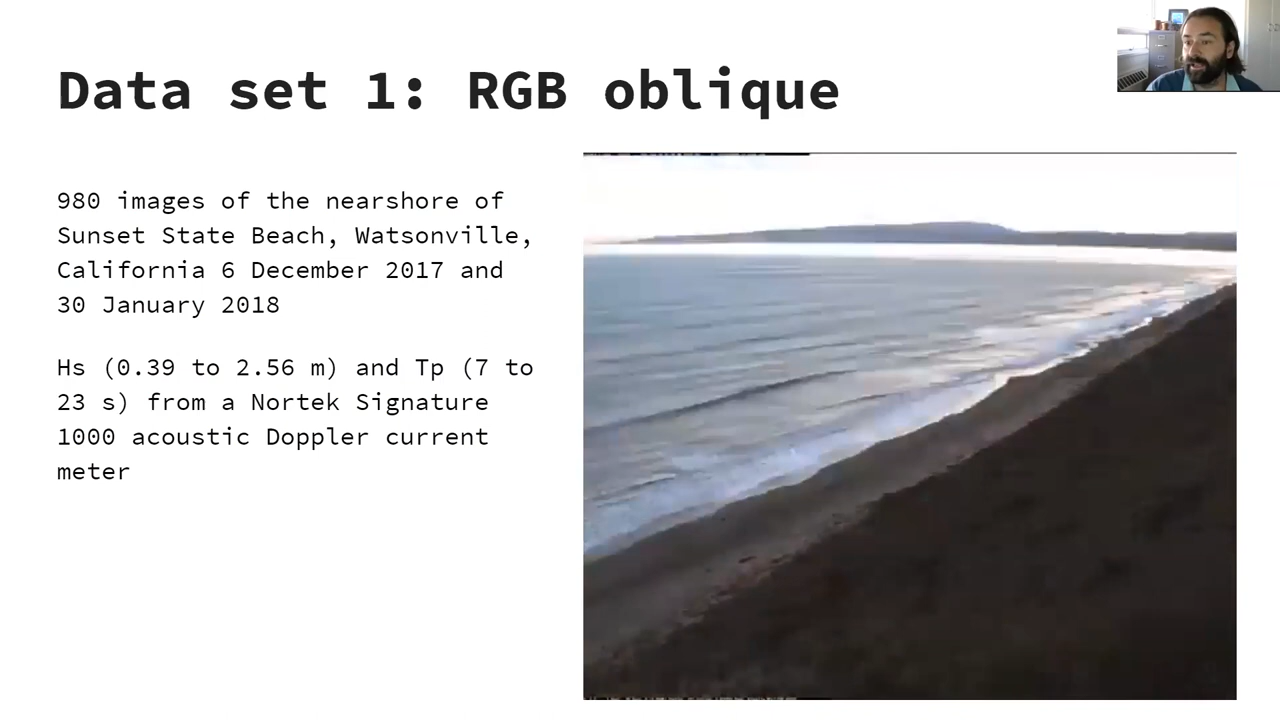 Data set 1: RGB oblique
980 images of the nearshore of
Sunset State Beach, Watsonville,
California 6 December 2017 and
30 January 2018
Hs (0.39 to 2.56 m) and Tp (7 to
23 s) from a Nortek Signature
1000 acoustic Doppler current
meter